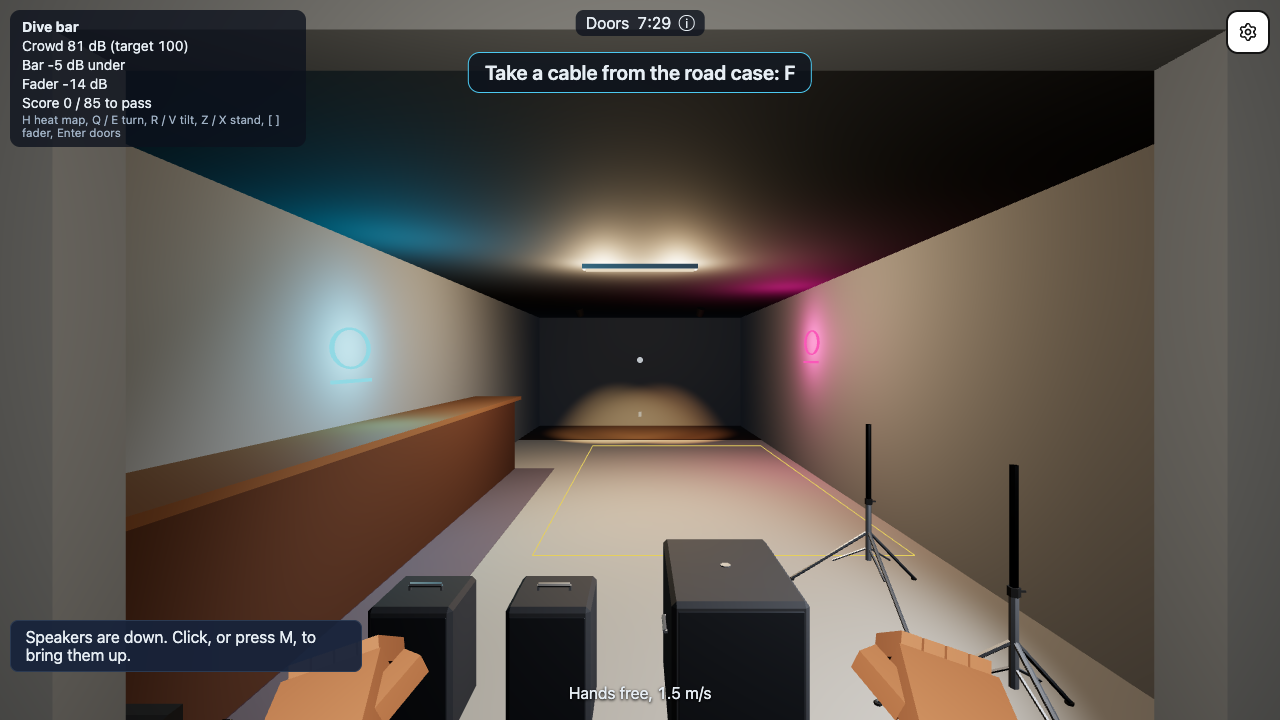 Dive bar
Crowd 81 dB (target 100)
Bar -5 dB under
Fader -14 dB
Score 0 / 85 to pass
H heat map, Q / E turn, R / V tilt, Z / X stand, [ ]
fader, Enter doors
Doors 7:29 ⓘ
Take a cable from the road case: F
Speakers are down. Click, or press M, to
bring them up.
Hands free, 1.5 m/s